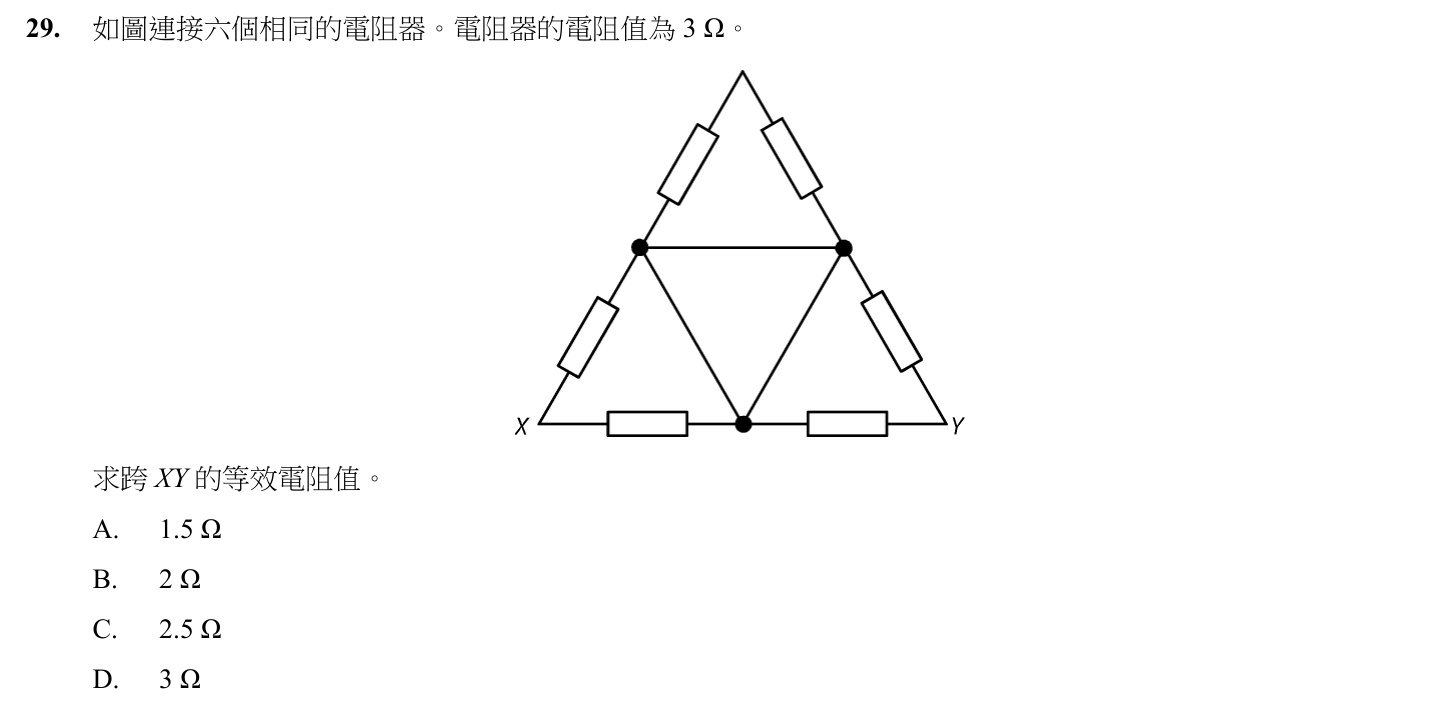 29. 如圖連接六個相同的電阻器。電阻器的電阻值為 3 Ω。
X
Y
求跨 XY 的等效電阻值。
A. 1.5 Ω
B. 2 Ω
C. 2.5 Ω
D. 3 Ω